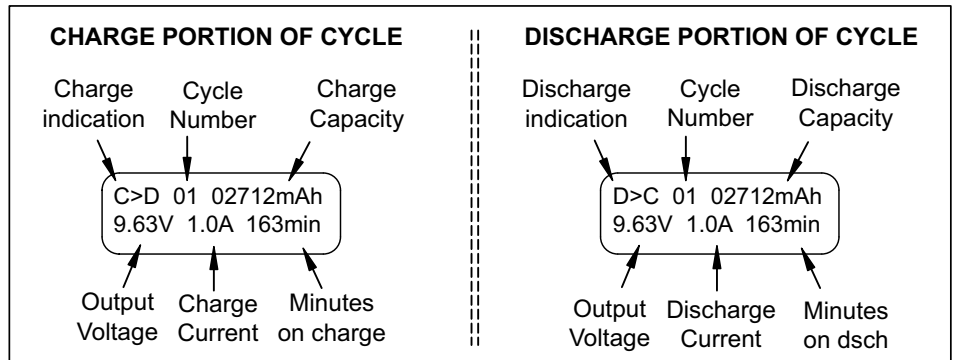 CHARGE PORTION OF CYCLE
Charge indication
Cycle Number
Charge Capacity
C>D 01 02712mAh
9.63V 1.0A 163min
Output Voltage
Charge Current
Minutes on charge
DISCHARGE PORTION OF CYCLE
Discharge indication
Cycle Number
Discharge Capacity
D>C 01 02712mAh
9.63V 1.0A 163min
Output Voltage
Discharge Current
Minutes on dsch